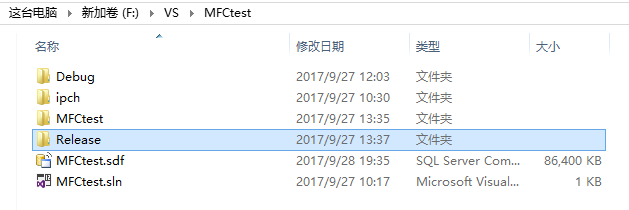 这台电脑 新加卷 (F:) VS MFCtest
名称 修改日期 类型 大小
Debug 2017/9/27 12:03 文件夹
ipch 2017/9/27 10:30 文件夹
MFCtest 2017/9/27 13:35 文件夹
Release 2017/9/27 13:37 文件夹
MFCtest.sdf 2017/9/28 19:35 SQL Server Com... 86,400 KB
MFCtest.sln 2017/9/27 10:17 Microsoft Visual... 1 KB